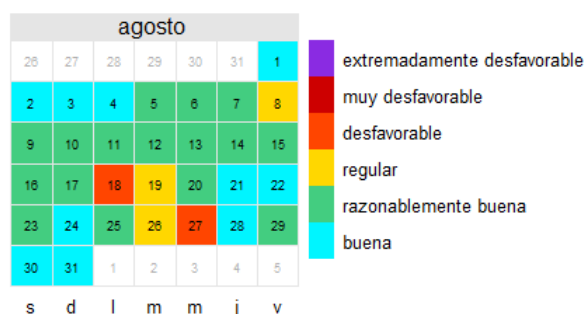 agosto
26 27 28 29 30 31 1
2 3 4 5 6 7 8
9 10 11 12 13 14 15
16 17 18 19 20 21 22
23 24 25 26 27 28 29
30 31 1 2 3 4 5
s d l m m j v
extremadamente desfavorable
muy desfavorable
desfavorable
regular
razonablemente buena
buena